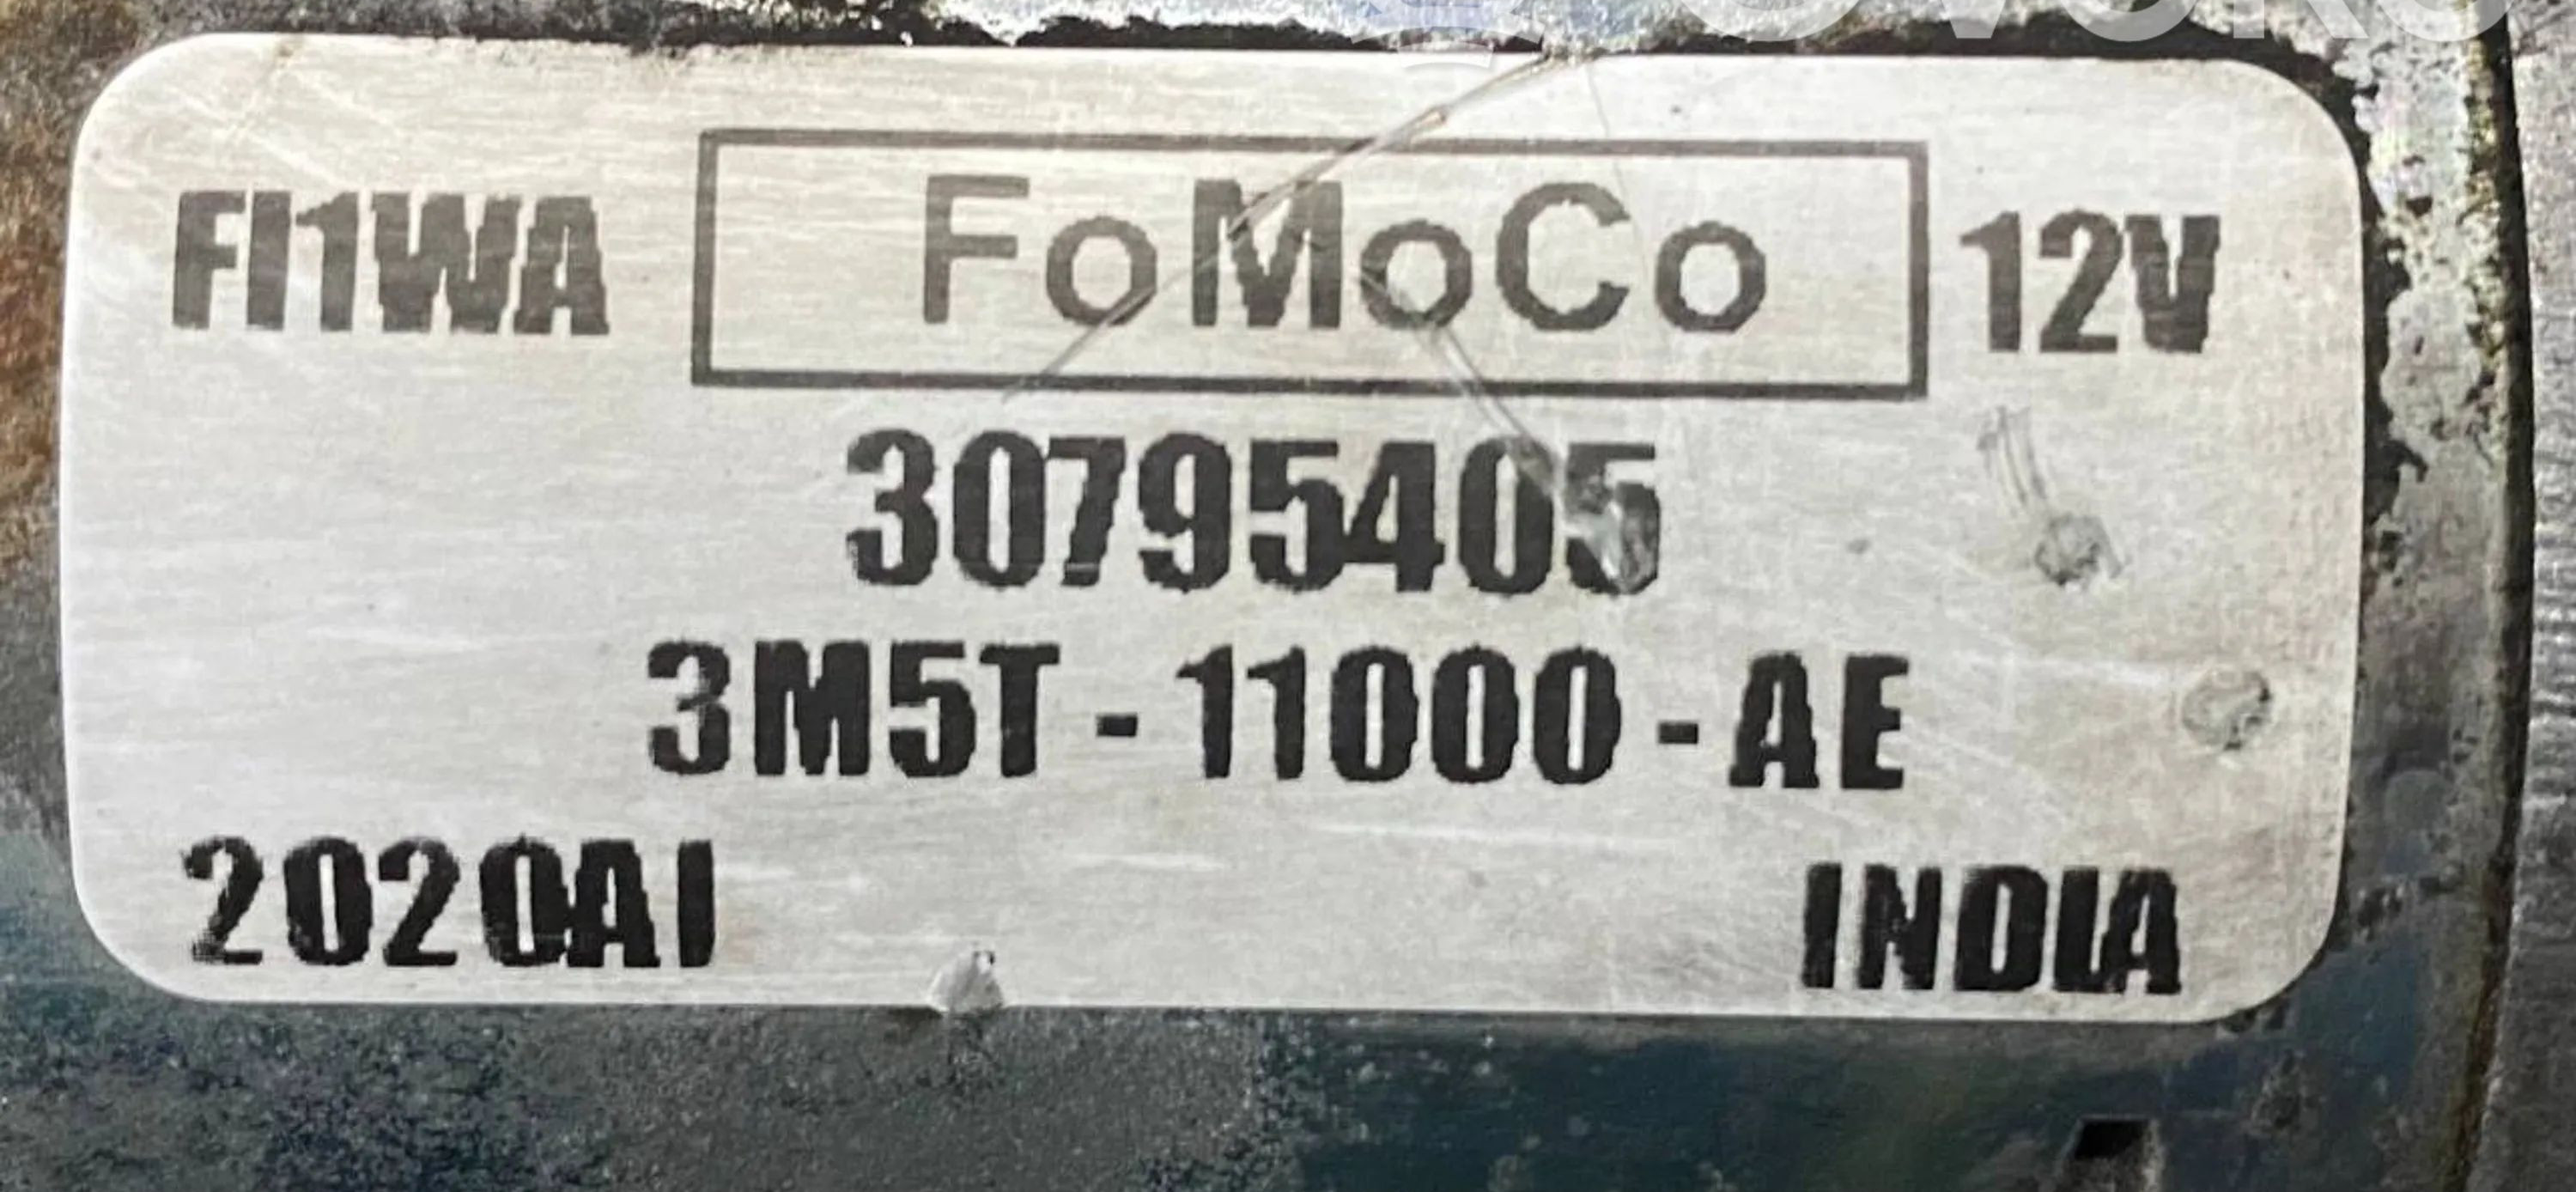 FI1WA FoMoCo 12V
30795405
3M5T-11000-AE
2020AI INDIA